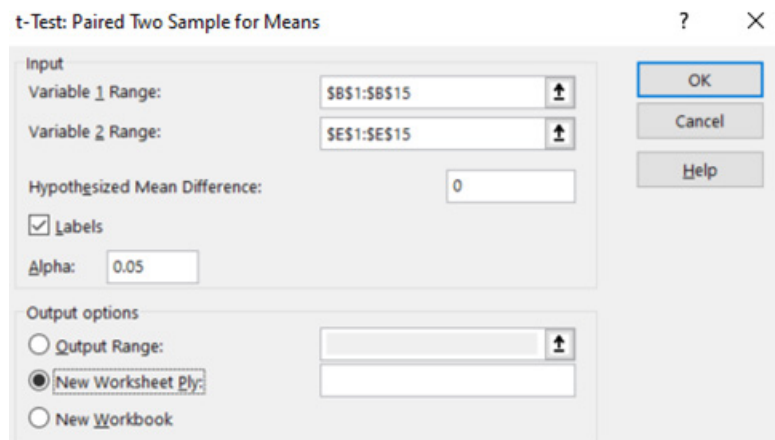 t-Test: Paired Two Sample for Means ? ×
Input
Variable 1 Range: $B$1:$B$15
Variable 2 Range: $E$1:$E$15
Hypothesized Mean Difference: 0
Labels
Alpha: 0.05
OK
Cancel
Help
Output options
Output Range:
New Worksheet Ply:
New Workbook